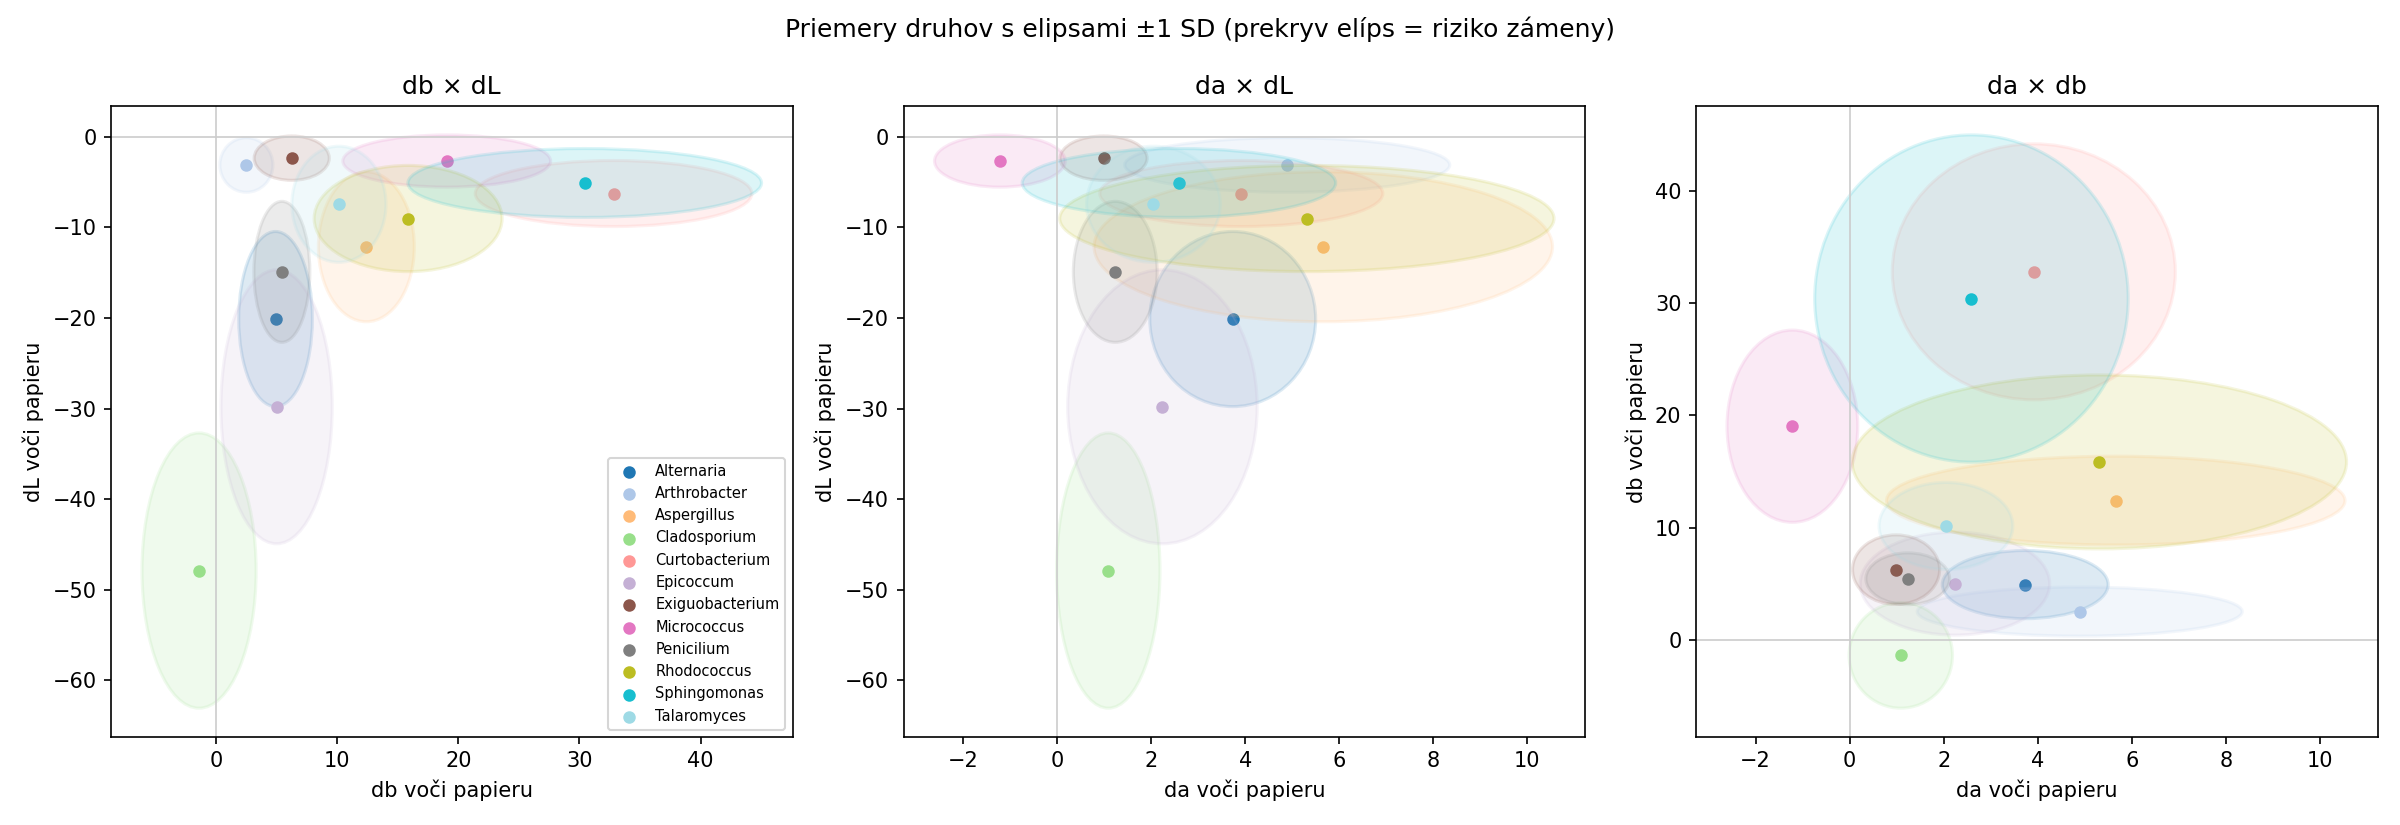 Priemery druhov s elipsami ±1 SD (prekryv elíps = riziko zámeny)
db × dL
dL voči papieru
0
−10
−20
−30
−40
−50
−60
0
10
20
30
40
db voči papieru
Alternaria
Arthrobacter
Aspergillus
Cladosporium
Curtobacterium
Epicoccum
Exiguobacterium
Micrococcus
Penicilium
Rhodococcus
Sphingomonas
Talaromyces
da × dL
dL voči papieru
0
−10
−20
−30
−40
−50
−60
−2
0
2
4
6
8
10
da voči papieru
da × db
db voči papieru
40
30
20
10
0
−2
0
2
4
6
8
10
da voči papieru